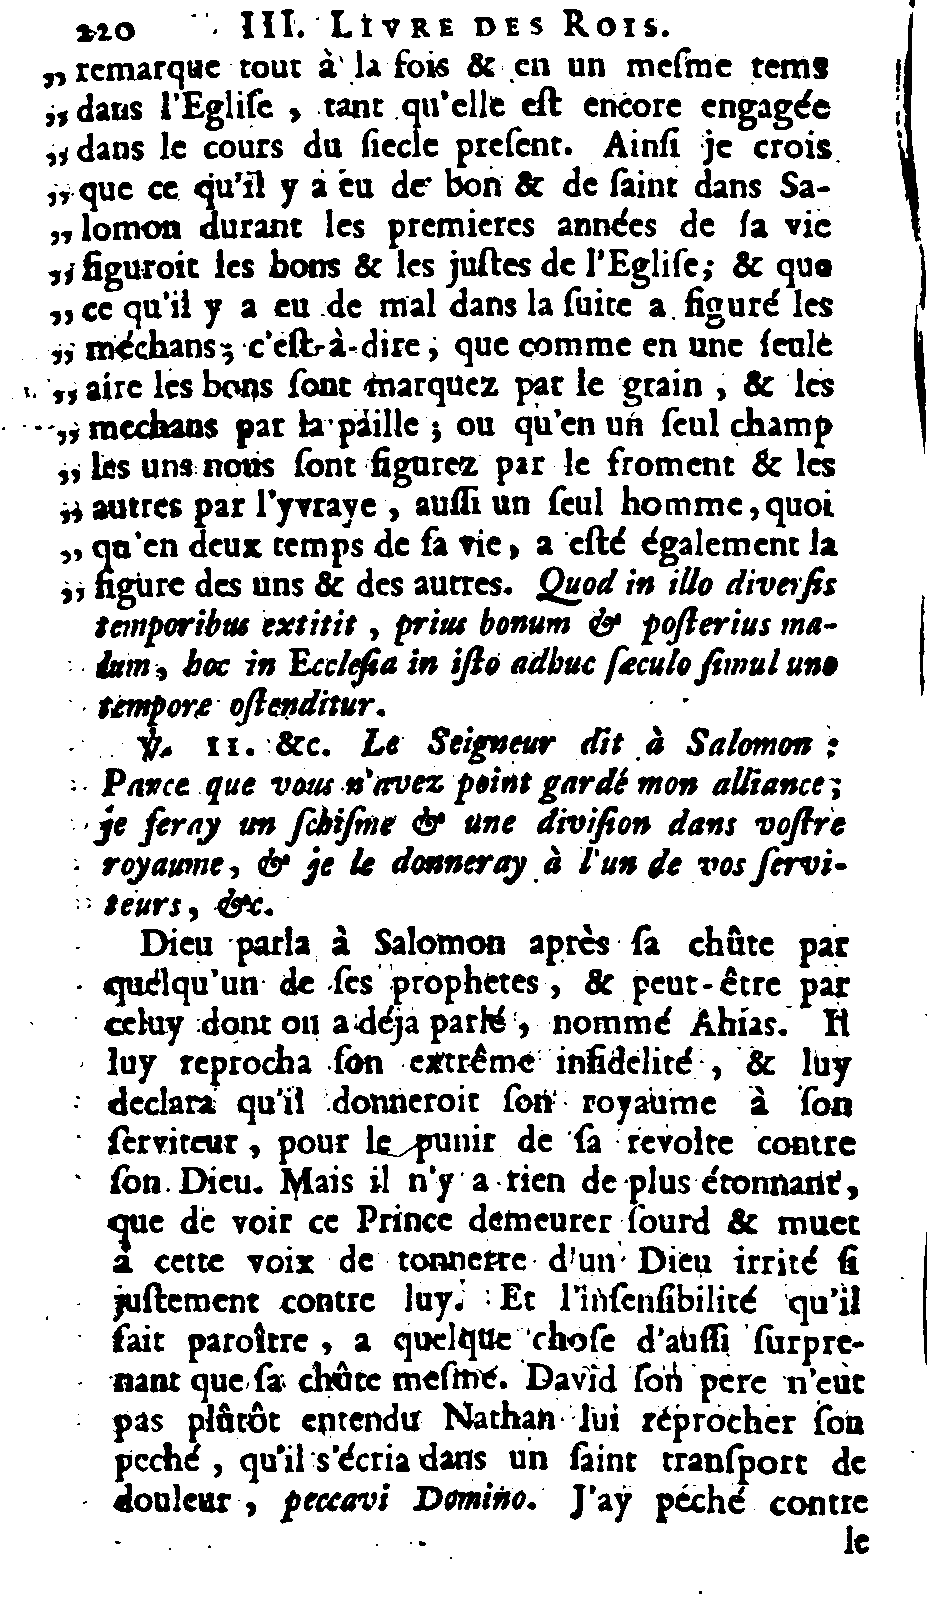 220 III. LIVRE DES ROIS.
„ remarque tout à la fois & en un meſme tems
„ dans l'Egliſe, tant qu'elle eſt encore engagée
„ dans le cours du ſiecle preſent. Ainſi je crois
„ que ce qu'il y a eu de bon & de ſaint dans Sa-
„ lomon durant les premieres années de ſa vie
„ figuroit les bons & les juſtes de l'Egliſe; & que
„ ce qu'il y a eu de mal dans la ſuite a figuré les
„ méchans; c'eſt-à-dire, que comme en une ſeule
„ aire les bons ſont marquez par le grain, & les
„ mechans par la paille; ou qu'en un ſeul champ
„ les uns nous ſont figurez par le froment & les
„ autres par l'yvraye, auſſi un ſeul homme, quoi
„ qu'en deux temps de ſa vie, a eſté également la
„ figure des uns & des autres. Quod in illo diverſis
temporibus extitit, prius bonum & poſterius ma-
lum, hoc in Eccleſia in iſto adhuc ſæculo ſimul uno
tempore oſtenditur.
℣. 11. &c. Le Seigneur dit à Salomon:
Parce que vous n'avez point gardé mon alliance;
je feray un ſchiſme & une diviſion dans voſtre
royaume, & je le donneray à l'un de vos ſervi-
teurs, &c.
Dieu parla à Salomon après ſa chûte par
quelqu'un de ſes prophetes, & peut-être par
celuy dont on a déja parlé, nommé Ahias. Il
luy reprocha ſon extrême infidelité, & luy
declara qu'il donneroit ſon royaume à ſon
ſerviteur, pour le punir de ſa revolte contre
ſon Dieu. Mais il n'y a rien de plus étonnant,
que de voir ce Prince demeurer ſourd & muet
à cette voix de tonnerre d'un Dieu irrité ſi
juſtement contre luy. Et l'inſenſibilité qu'il
fait paroître, a quelque choſe d'auſſi ſurpre-
nant que ſa chûte meſme. David ſon pere n'eut
pas plûtôt entendu Nathan lui réprocher ſon
peché, qu'il s'écria dans un ſaint tranſport de
douleur, peccavi Domino. J'ay péché contre
le